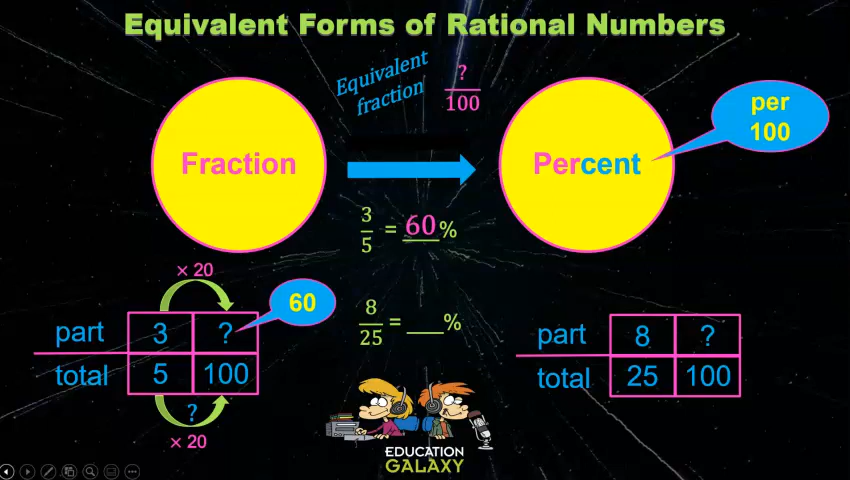 Equivalent Forms of Rational Numbers
Equivalent
fraction
?
100
per
100
Fraction
Percent
3
5
= 60%
× 20
60
8
25
= ___%
part 3 ?
total 5 100
?
× 20
part 8 ?
total 25 100
EDUCATION
GALAXY